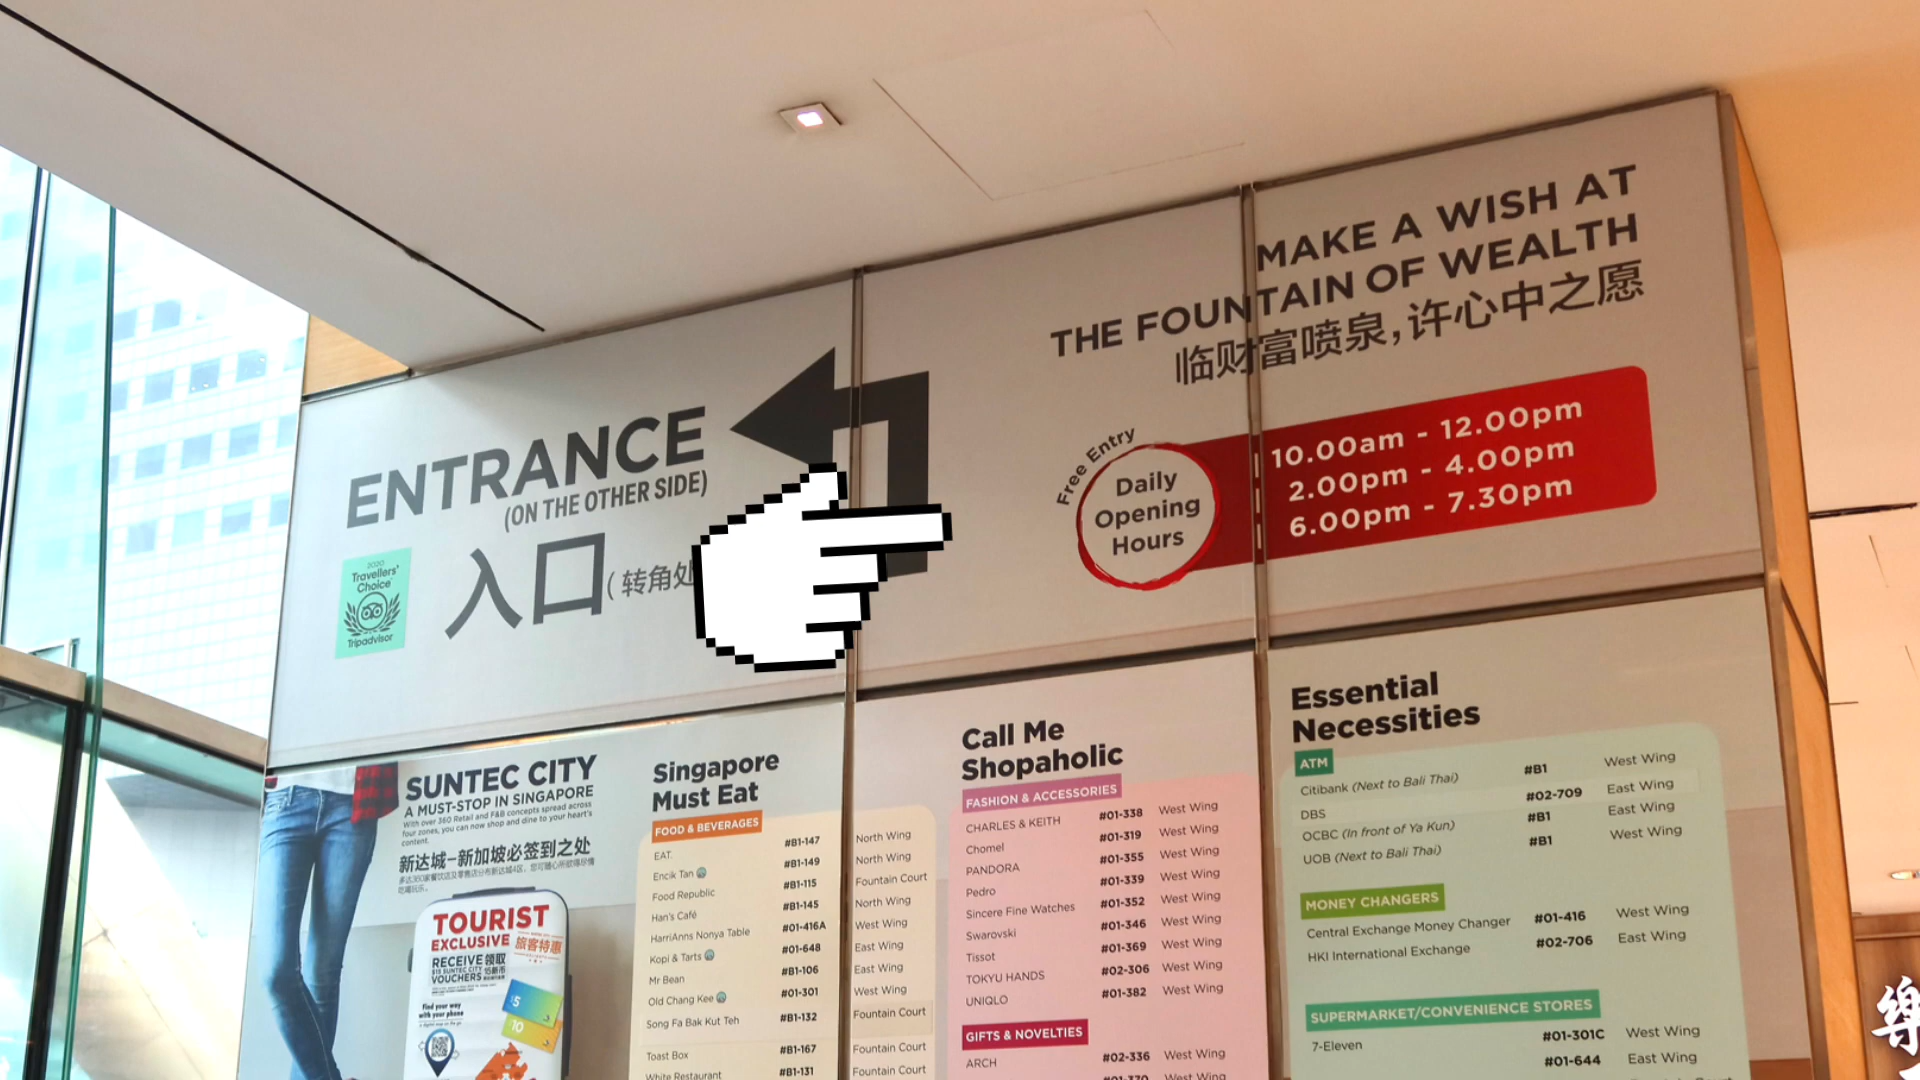 MAKE A WISH AT
THE FOUNTAIN OF WEALTH
临财富喷泉,许心中之愿
ENTRANCE
(ON THE OTHER SIDE)
入口(转角处
2020
Travellers'
Choice
Tripadvisor
Free Entry
Daily
Opening
Hours
10.00am - 12.00pm
2.00pm - 4.00pm
6.00pm - 7.30pm
SUNTEC CITY
A MUST-STOP IN SINGAPORE
With over 360 Retail and F&B concepts spread across
four zones, you can now shop and dine to your heart's
content.
新达城–新加坡必签到之处
TOURIST
EXCLUSIVE 旅客特惠
RECEIVE 领取
$15 SUNTEC CITY 15新币
VOUCHERS
Find your way
with your phone
$5
10
Singapore
Must Eat
FOOD & BEVERAGES
EAT. #B1-147 North Wing
Encik Tan #B1-149 North Wing
Food Republic #B1-115 Fountain Court
Han's Café #B1-145 North Wing
HarriAnns Nonya Table #01-416A West Wing
Kopi & Tarts #01-648 East Wing
Mr Bean #B1-106 East Wing
Old Chang Kee #01-301 West Wing
Song Fa Bak Kut Teh #B1-132 Fountain Court
Toast Box #B1-167 Fountain Court
White Restaurant #B1-131 Fountain Court
Call Me
Shopaholic
FASHION & ACCESSORIES
CHARLES & KEITH #01-338 West Wing
Chomel #01-319 West Wing
PANDORA #01-355 West Wing
Pedro #01-339 West Wing
Sincere Fine Watches #01-352 West Wing
Swarovski #01-346 West Wing
Tissot #01-369 West Wing
TOKYU HANDS #02-306 West Wing
UNIQLO #01-382 West Wing
GIFTS & NOVELTIES
ARCH #02-336 West Wing
#01-370 West Wing
Essential
Necessities
ATM
Citibank (Next to Bali Thai) #B1 West Wing
DBS #02-709 East Wing
OCBC (In front of Ya Kun) #B1 East Wing
UOB (Next to Bali Thai) #B1 West Wing
MONEY CHANGERS
Central Exchange Money Changer #01-416 West Wing
HKI International Exchange #02-706 East Wing
SUPERMARKET/CONVENIENCE STORES
7-Eleven #01-301C West Wing
#01-644 East Wing
樂